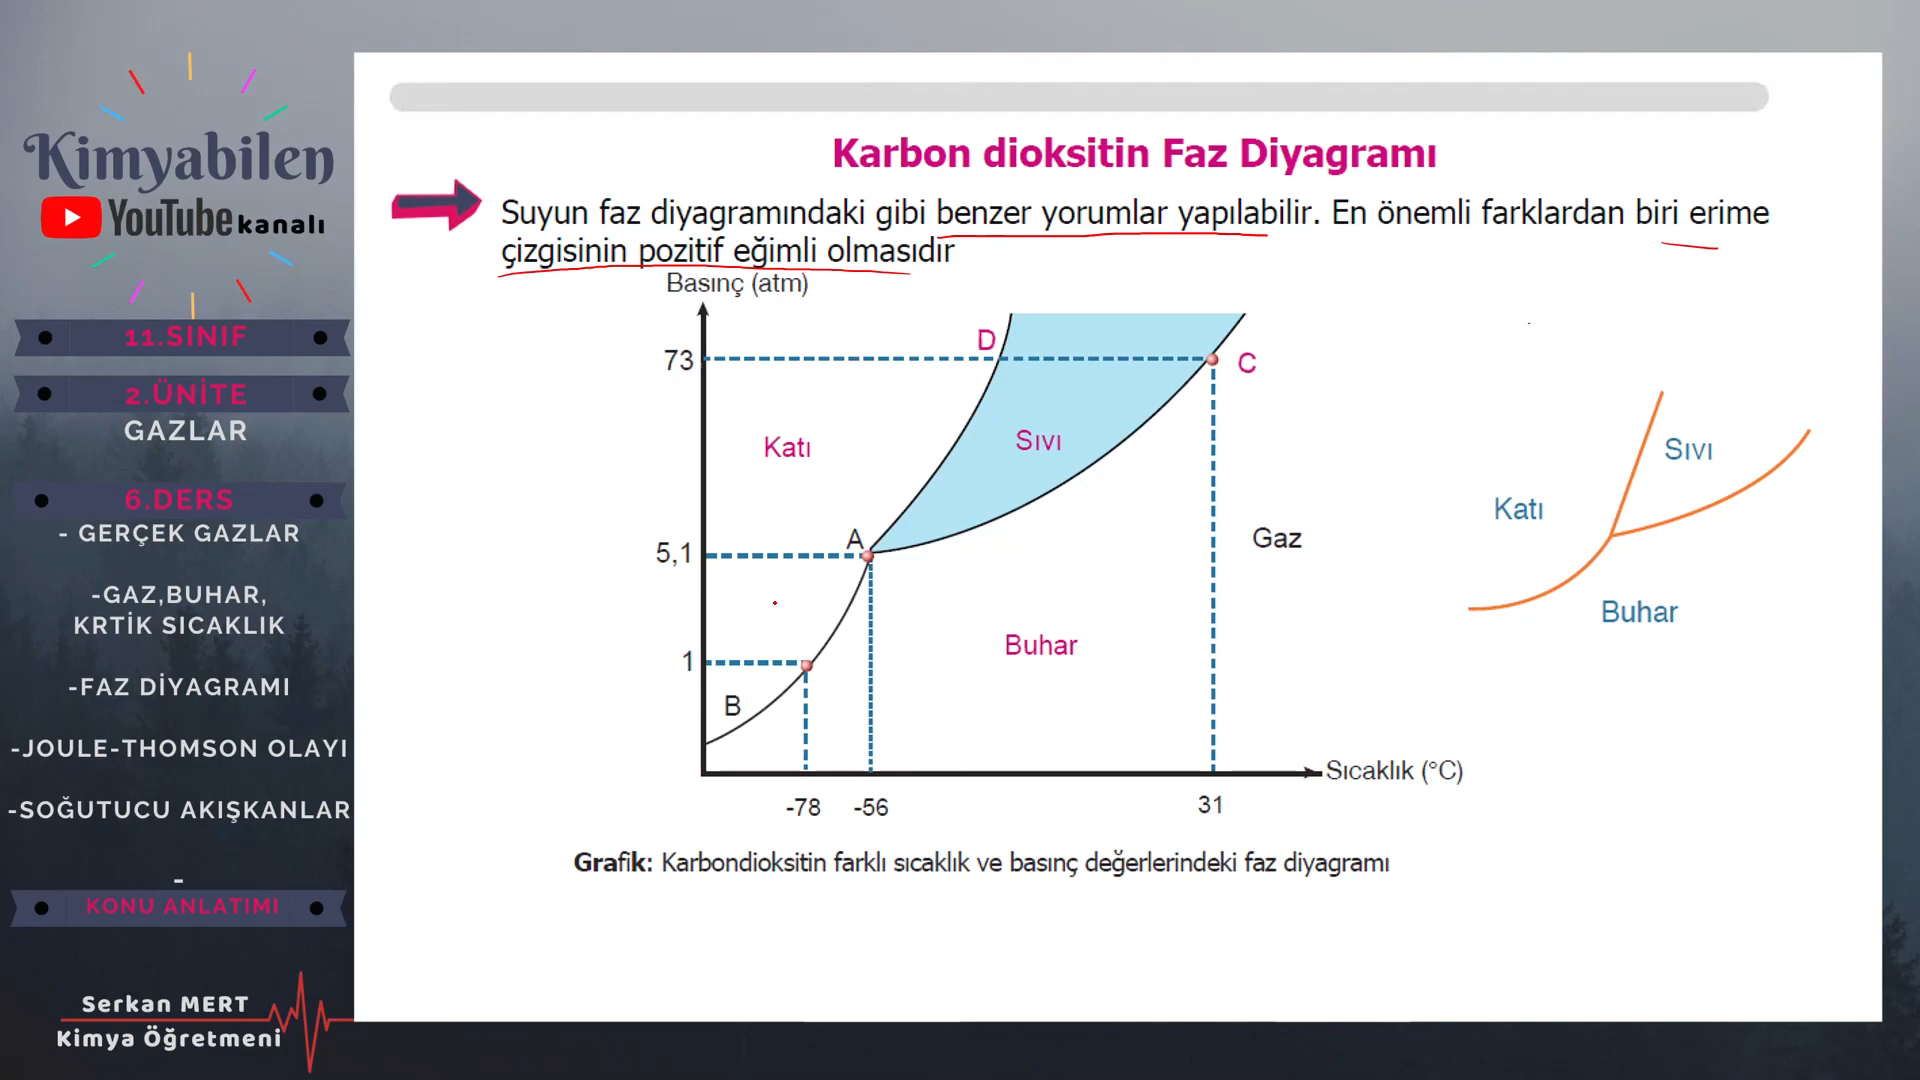 Kimyabilen
YouTube kanalı
11.SINIF
2.ÜNİTE
GAZLAR
6.DERS
- GERÇEK GAZLAR
-GAZ,BUHAR,
KRTİK SICAKLIK
-FAZ DİYAGRAMI
-JOULE-THOMSON OLAYI
-SOĞUTUCU AKIŞKANLAR
-
KONU ANLATIMI
Serkan MERT
Kimya Öğretmeni
Karbon dioksitin Faz Diyagramı
Suyun faz diyagramındaki gibi benzer yorumlar yapılabilir. En önemli farklardan biri erime
çizgisinin pozitif eğimli olmasıdır
Basınç (atm)
D
73
C
Katı
Sıvı
A
5,1
Gaz
Buhar
1
B
Sıcaklık (°C)
-78
-56
31
Sıvı
Katı
Buhar
Grafik: Karbondioksitin farklı sıcaklık ve basınç değerlerindeki faz diyagramı